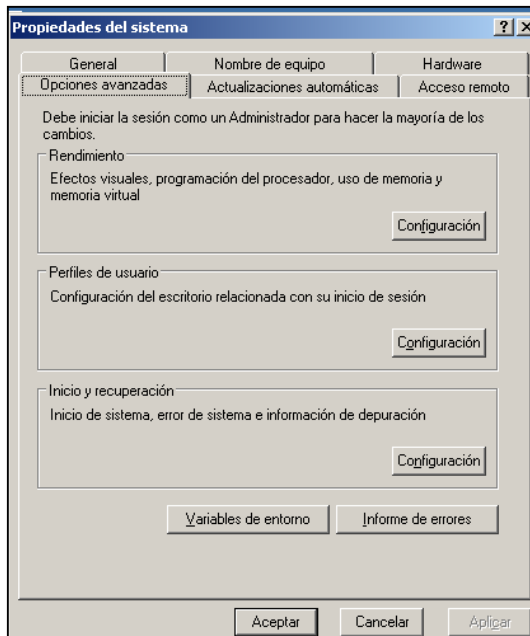 Propiedades del sistema
General Nombre de equipo Hardware
Opciones avanzadas Actualizaciones automáticas Acceso remoto
Debe iniciar la sesión como un Administrador para hacer la mayoría de los
cambios.
Rendimiento
Efectos visuales, programación del procesador, uso de memoria y
memoria virtual
Configuración
Perfiles de usuario
Configuración del escritorio relacionada con su inicio de sesión
Configuración
Inicio y recuperación
Inicio de sistema, error de sistema e información de depuración
Configuración
Variables de entorno Informe de errores
Aceptar Cancelar Aplicar